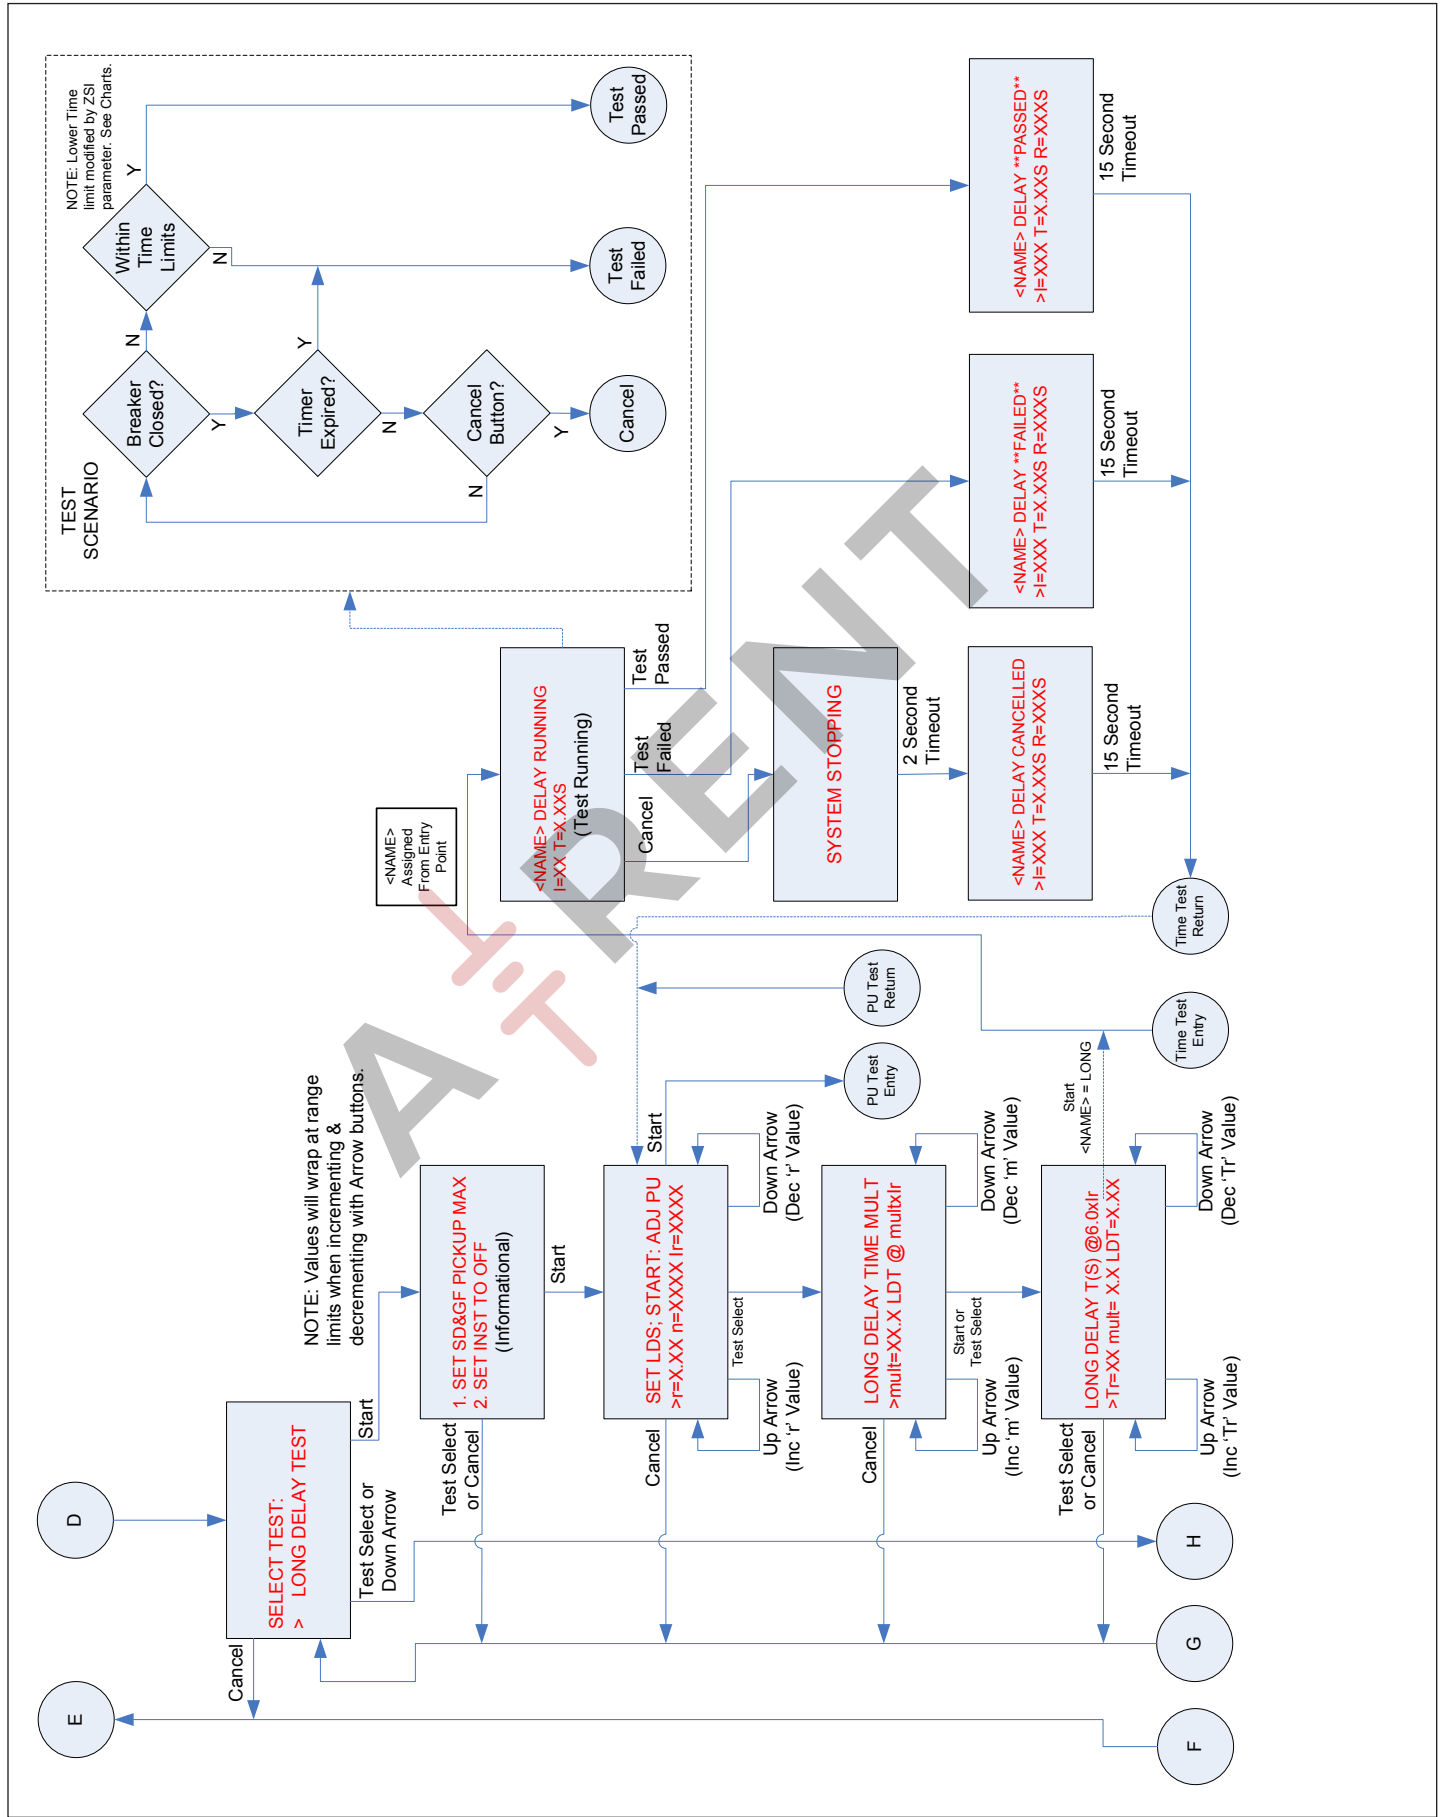 E
D
Cancel
SELECT TEST:
> LONG DELAY TEST
Test Select or
Down Arrow
Start
NOTE: Values will wrap at range
limits when incrementing &
decrementing with Arrow buttons.
1. SET SD&GF PICKUP MAX
2. SET INST TO OFF
(Informational)
Test Select
or Cancel
Start
SET LDS; START: ADJ PU
>r=X.XX n=XXXX Ir=XXXX
Cancel
Up Arrow
(Inc 'r' Value)
Test Select
Down Arrow
(Dec 'r' Value)
Start
PU Test
Entry
PU Test
Return
LONG DELAY TIME MULT
>mult=XX.X LDT @ multxIr
Cancel
Up Arrow
(Inc 'm' Value)
Start or
Test Select
Down Arrow
(Dec 'm' Value)
LONG DELAY T(S) @6.0xIr
>Tr=XX mult= X.X LDT=X.XX
Test Select
or Cancel
Up Arrow
(Inc 'Tr' Value)
Down Arrow
(Dec 'Tr' Value)
Start
<NAME> = LONG
F
G
H
Time Test
Entry
Time Test
Return
<NAME>
Assigned
From Entry
Point
<NAME> DELAY RUNNING
I=XX T=X.XXS
(Test Running)
Cancel
Test
Failed
Test
Passed
SYSTEM STOPPING
2 Second
Timeout
<NAME> DELAY CANCELLED
>I=XXX T=X.XXS R=XXXS
15 Second
Timeout
<NAME> DELAY **FAILED**
>I=XXX T=X.XXS R=XXXS
15 Second
Timeout
<NAME> DELAY **PASSED**
>I=XXX T=X.XXS R=XXXS
15 Second
Timeout
TEST
SCENARIO
Breaker
Closed?
N
Y
Within
Time
Limits
Y
N
NOTE: Lower Time
limit modified by ZSI
parameter. See Charts.
Timer
Expired?
Y
N
Cancel
Button?
N
Y
Cancel
Test
Failed
Test
Passed
A RENT